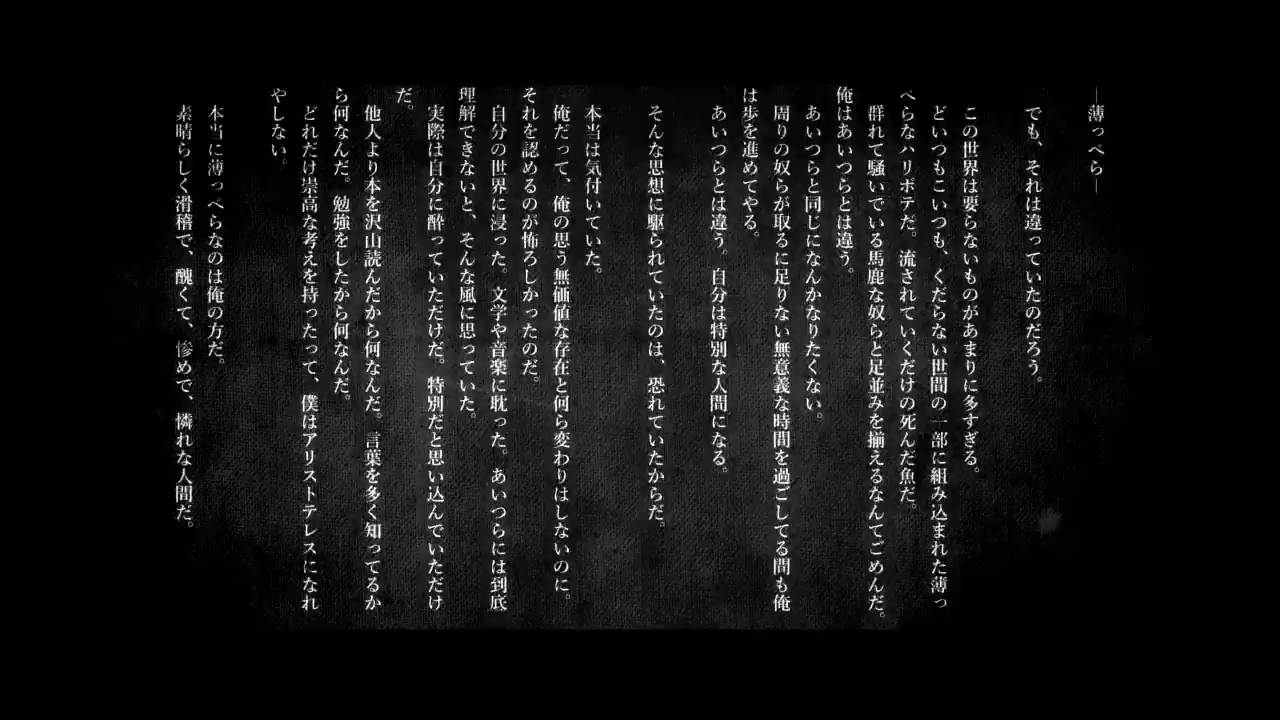 ―薄っぺら―
でも、それは違っていたのだろう。
この世界は要らないものがあまりに多すぎる。
どいつもこいつも、くだらない世間の一部に組み込まれた薄っ
ぺらなハリボテだ。流されていくだけの死んだ魚だ。
群れて騒いでいる馬鹿な奴らと足並みを揃えるなんてごめんだ。
俺はあいつらとは違う。
あいつらと同じになんかなりたくない。
周りの奴らが取るに足りない無意義な時間を過ごしてる間も俺
は歩を進めてやる。
あいつらとは違う。自分は特別な人間になる。
そんな思想に駆られていたのは、恐れていたからだ。
本当は気付いていた。
俺だって、俺の思う無価値な存在と何ら変わりはしないのに。
それを認めるのが怖ろしかったのだ。
自分の世界に浸った。文学や音楽に耽った。あいつらには到底
理解できないと、そんな風に思っていた。
実際は自分に酔っていただけだ。特別だと思い込んでいただけ
だ。
他人より本を沢山読んだから何なんだ。言葉を多く知ってるか
ら何なんだ。勉強をしたから何なんだ。
どれだけ崇高な考えを持ったって、僕はアリストテレスになれ
やしない。
本当に薄っぺらなのは俺の方だ。
素晴らしく滑稽で、醜くて、惨めで、憐れな人間だ。